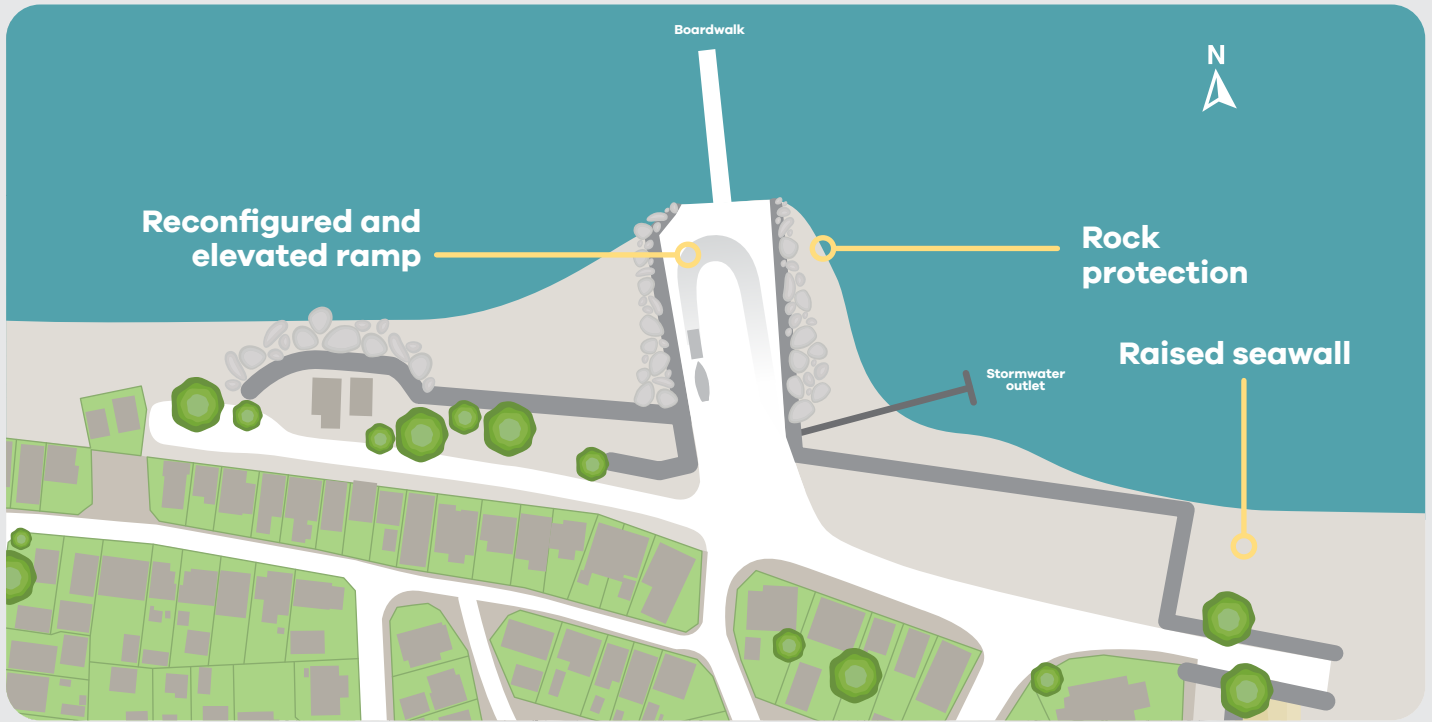 Boardwalk
N
Reconfigured and
elevated ramp
Rock
protection
Raised seawall
Stormwater
outlet